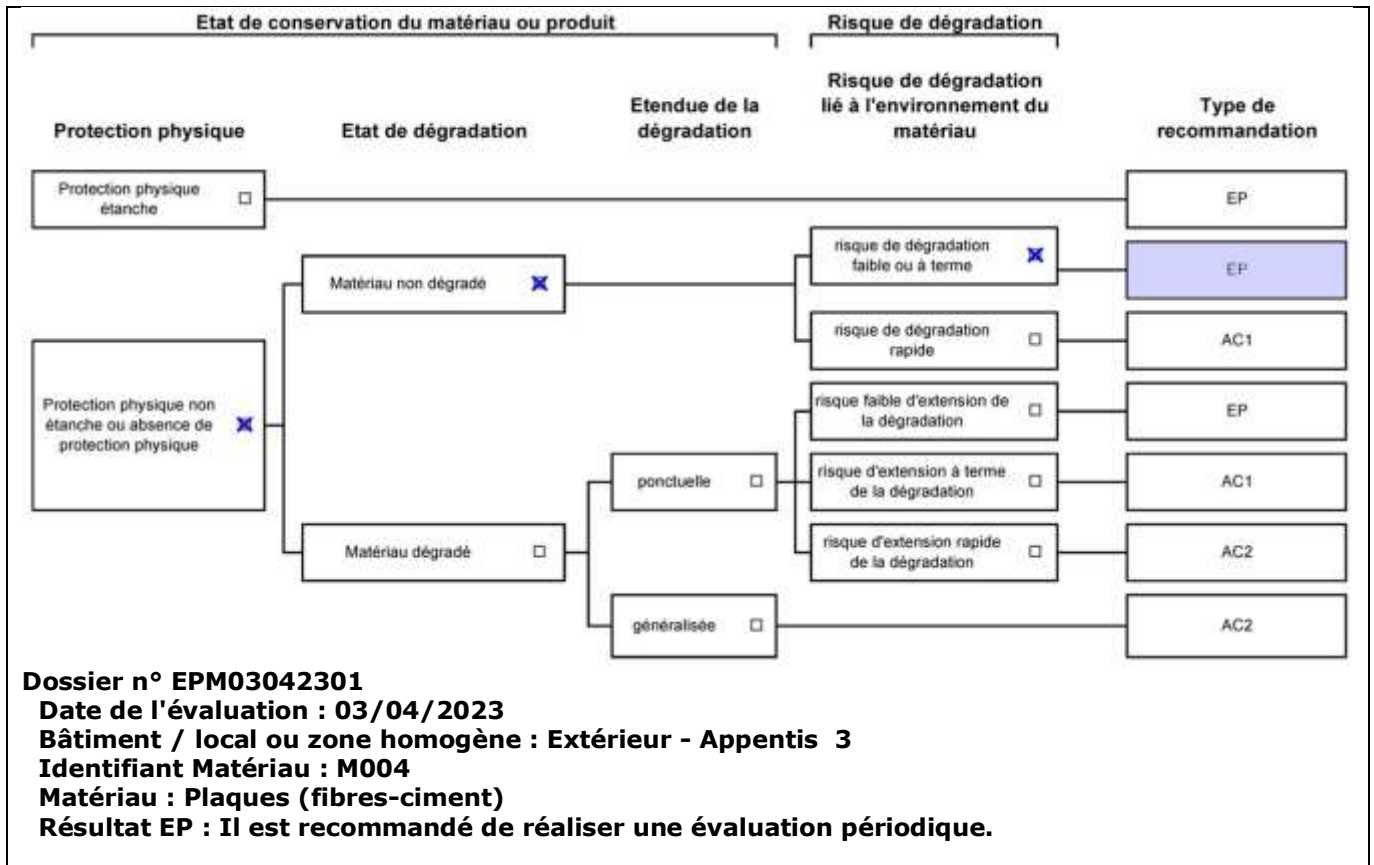 Etat de conservation du matériau ou produit
Risque de dégradation
Protection physique
Etat de dégradation
Etendue de la
dégradation
Risque de dégradation
lié à l'environnement du
matériau
Type de
recommandation
Protection physique
étanche
EP
risque de dégradation
faible ou à terme
EP
Matériau non dégradé
risque de dégradation
rapide
AC1
Protection physique non
étanche ou absence de
protection physique
risque faible d'extension de
la dégradation
EP
ponctuelle
risque d'extension à terme
de la dégradation
AC1
Matériau dégradé
risque d'extension rapide
de la dégradation
AC2
généralisée
AC2
Dossier n° EPM03042301
Date de l'évaluation : 03/04/2023
Bâtiment / local ou zone homogène : Extérieur - Appentis 3
Identifiant Matériau : M004
Matériau : Plaques (fibres-ciment)
Résultat EP : Il est recommandé de réaliser une évaluation périodique.